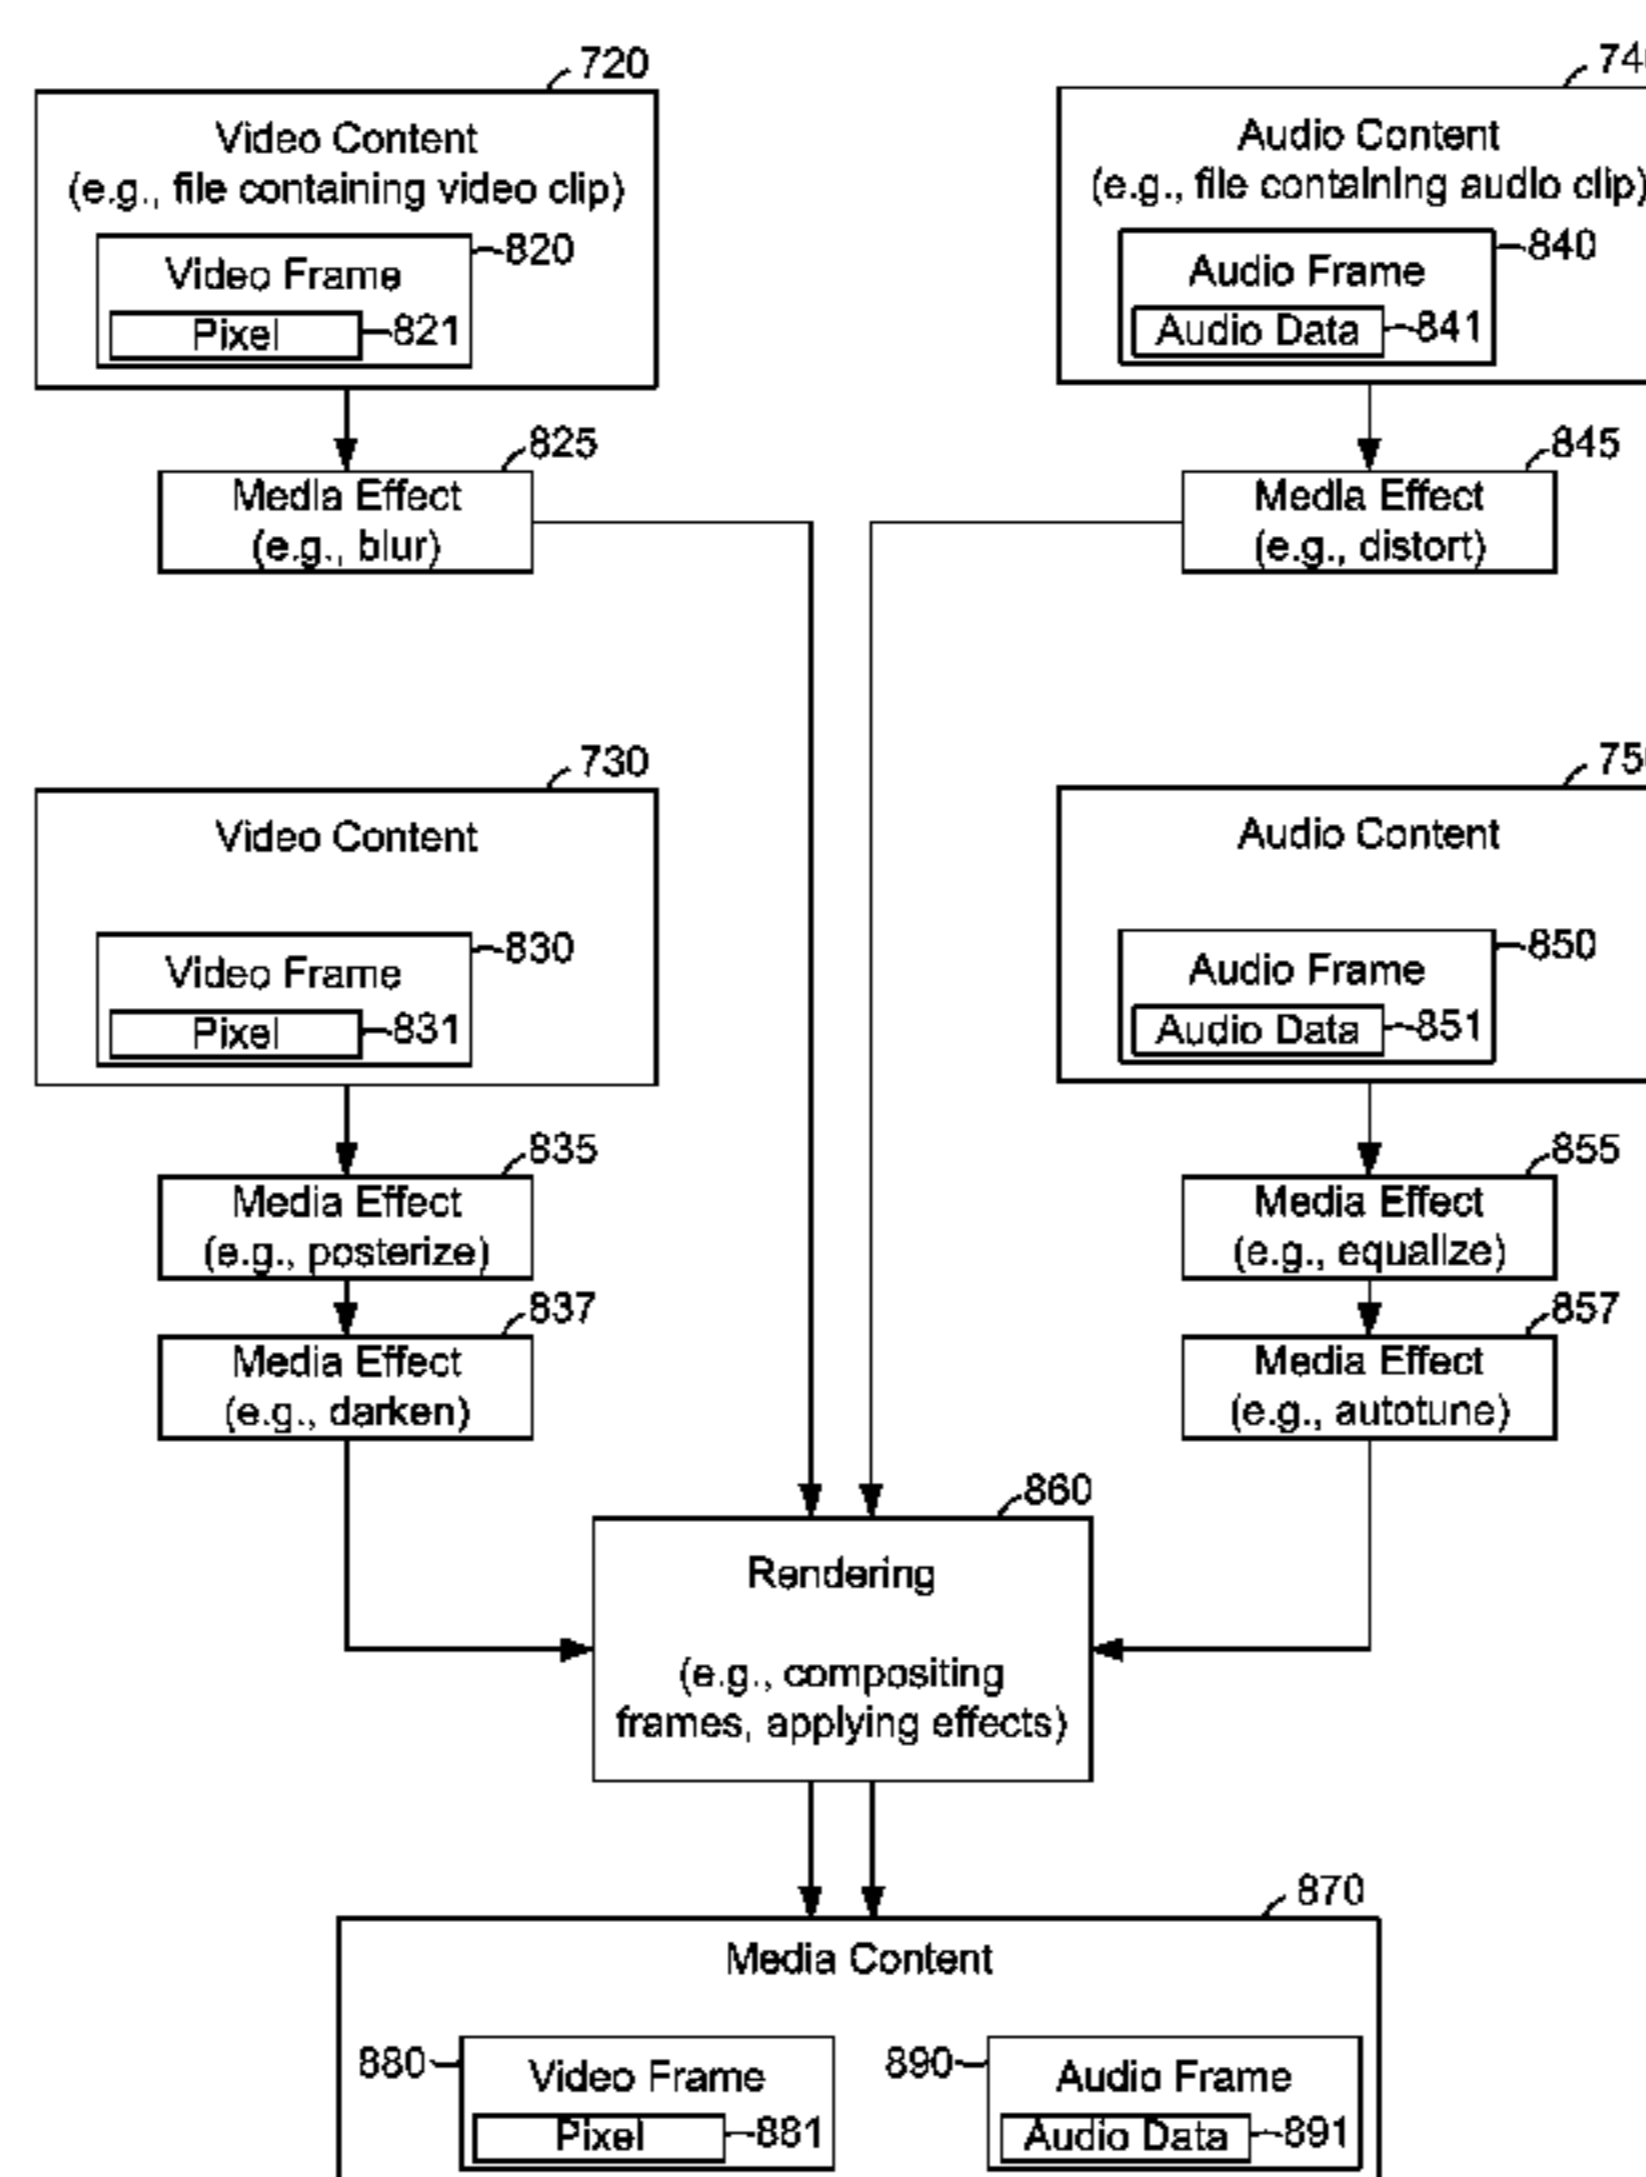 720
Video Content
(e.g., file containing video clip)
820
Video Frame
Pixel
821
825
Media Effect
(e.g., blur)
Audio Content
(e.g., file containing audio clip)
840
Audio Frame
Audio Data
841
845
Media Effect
(e.g., distort)
730
Video Content
830
Video Frame
Pixel
831
835
Media Effect
(e.g., posterize)
837
Media Effect
(e.g., darken)
Audio Content
850
Audio Frame
Audio Data
851
855
Media Effect
(e.g., equalize)
857
Media Effect
(e.g., autotune)
860
Rendering
(e.g., compositing
frames, applying effects)
870
Media Content
880
Video Frame
Pixel
881
890
Audio Frame
Audio Data
891